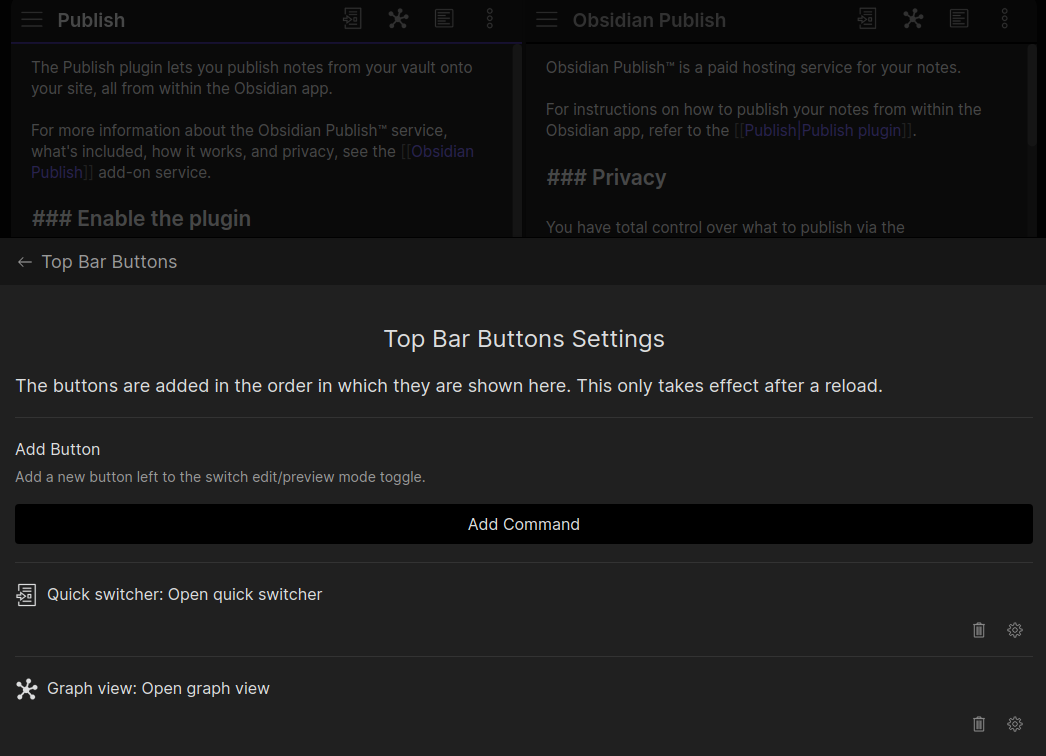 Publish
The Publish plugin lets you publish notes from your vault onto
your site, all from within the Obsidian app.
For more information about the Obsidian Publish™ service,
what's included, how it works, and privacy, see the [[Obsidian
Publish]] add-on service.
### Enable the plugin
Obsidian Publish
Obsidian Publish™ is a paid hosting service for your notes.
For instructions on how to publish your notes from within the
Obsidian app, refer to the [[Publish|Publish plugin]].
### Privacy
You have total control over what to publish via the
← Top Bar Buttons
Top Bar Buttons Settings
The buttons are added in the order in which they are shown here. This only takes effect after a reload.
Add Button
Add a new button left to the switch edit/preview mode toggle.
Add Command
Quick switcher: Open quick switcher
Graph view: Open graph view